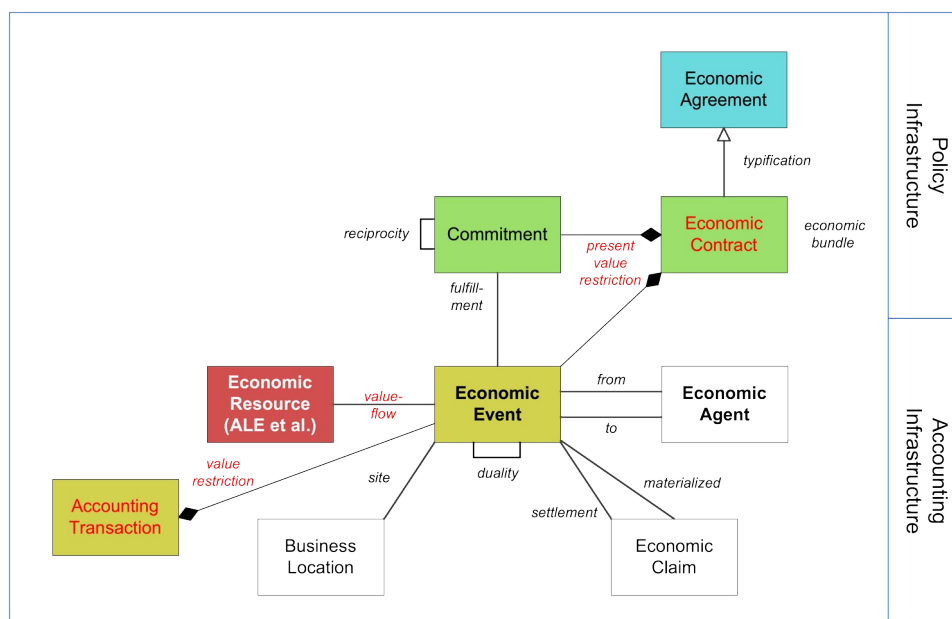 Economic
Agreement
typification
Policy
Infrastructure
reciprocity
Commitment
present
value
restriction
Economic
Contract
economic
bundle
fulfill-
ment
Economic
Resource
(ALE et al.)
value-
flow
Economic
Event
from
to
Economic
Agent
value
restriction
site
duality
materialized
settlement
Accounting
Transaction
Business
Location
Economic
Claim
Accounting
Infrastructure